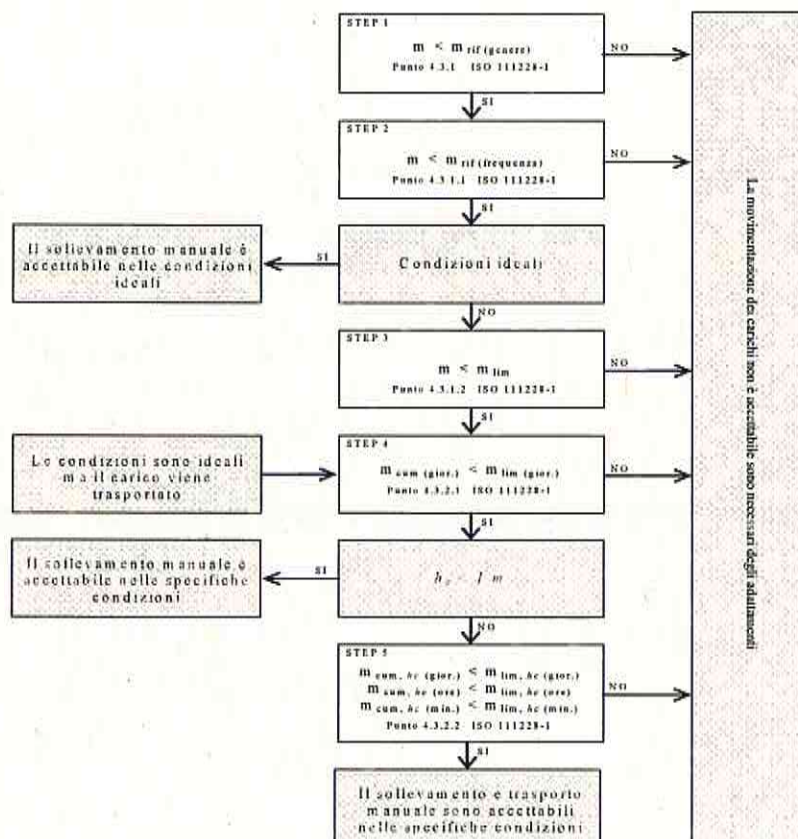 STEP 1
m < m rif (genere)
Punto 4.3.1 ISO 111228-1
NO
SI
STEP 2
m < m rif (frequenza)
Punto 4.3.1.1 ISO 111228-1
NO
SI
Il sollevamento manuale è
accettabile nelle condizioni
ideali
SI
Condizioni ideali
NO
STEP 3
m < m lim
Punto 4.3.1.2 ISO 111228-1
NO
SI
Le condizioni sono ideali
ma il carico viene
trasportato
STEP 4
m cum (gior.) < m lim (gior.)
Punto 4.3.2.1 ISO 111228-1
NO
SI
Il sollevamento manuale è
accettabile nelle specifiche
condizioni
SI
h c 1 m
NO
STEP 5
m cum, hc (gior.) < m lim, hc (gior.)
m cum, hc (ore) < m lim, hc (ore)
m cum, hc (min.) < m lim, hc (min.)
Punto 4.3.2.2 ISO 111228-1
NO
SI
Il sollevamento e trasporto
manuale sono accettabili
nelle specifiche condizioni
La movimentazione dei carichi non è accettabile sono necessari degli adattamenti